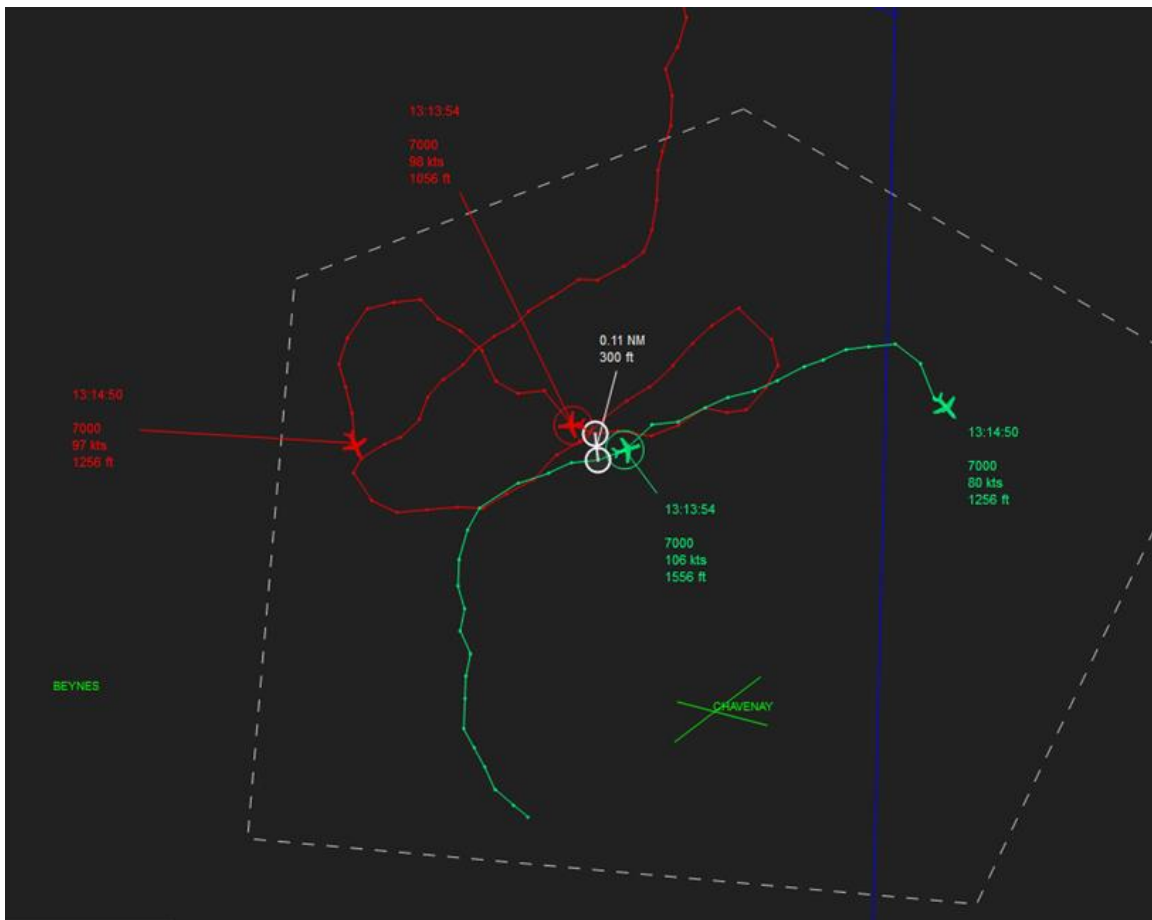 13:13:54
7000
98 kts
1056 ft
0.11 NM
300 ft
13:14:50
7000
97 kts
1256 ft
13:14:50
7000
80 kts
1256 ft
13:13:54
7000
106 kts
1556 ft
BEYNES
CHAVENAY